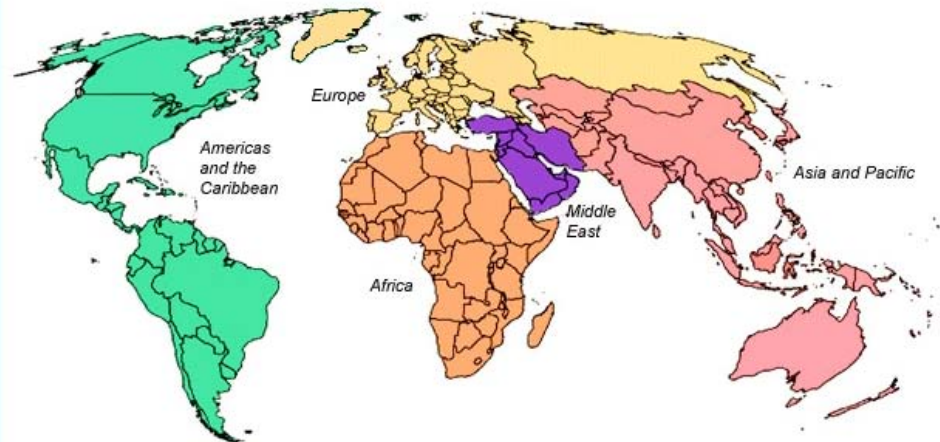 Europe
Americas
and the
Caribbean
Asia and Pacific
Middle
East
Africa